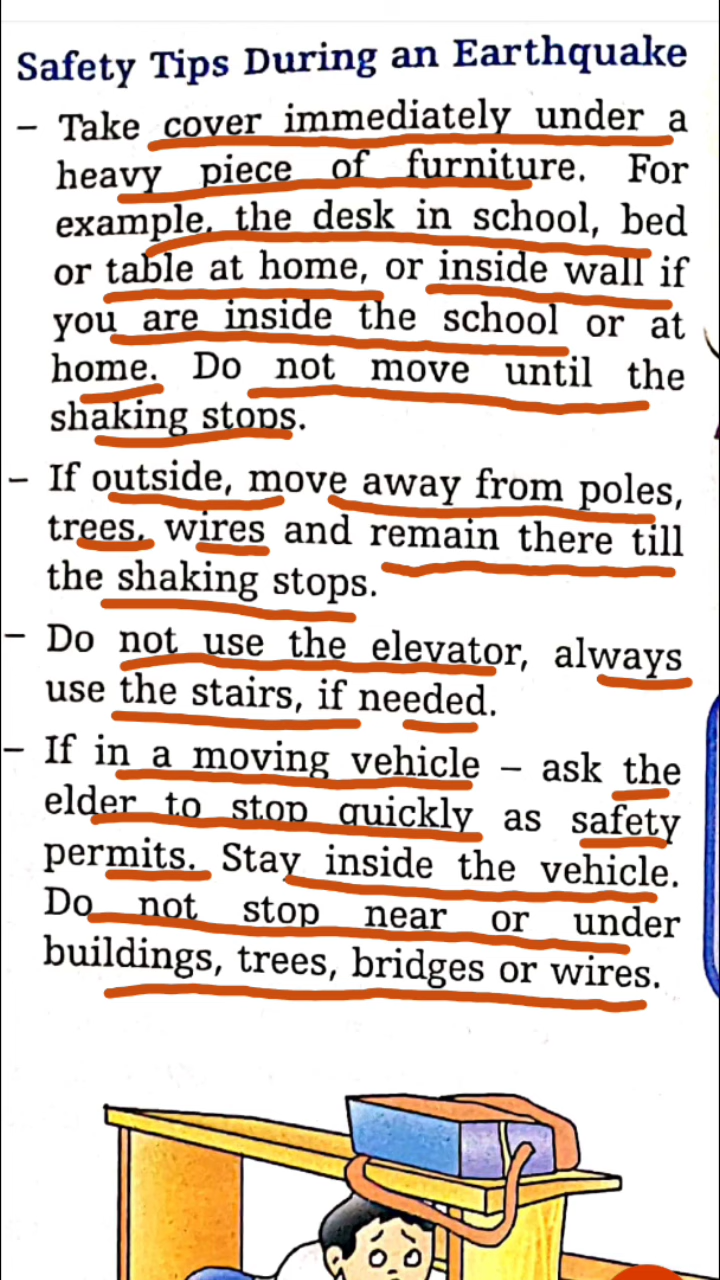 Safety Tips During an Earthquake
– Take cover immediately under a
heavy piece of furniture. For
example, the desk in school, bed
or table at home, or inside wall if
you are inside the school or at
home. Do not move until the
shaking stops.
– If outside, move away from poles,
trees, wires and remain there till
the shaking stops.
– Do not use the elevator, always
use the stairs, if needed.
– If in a moving vehicle – ask the
elder to stop quickly as safety
permits. Stay inside the vehicle.
Do not stop near or under
buildings, trees, bridges or wires.